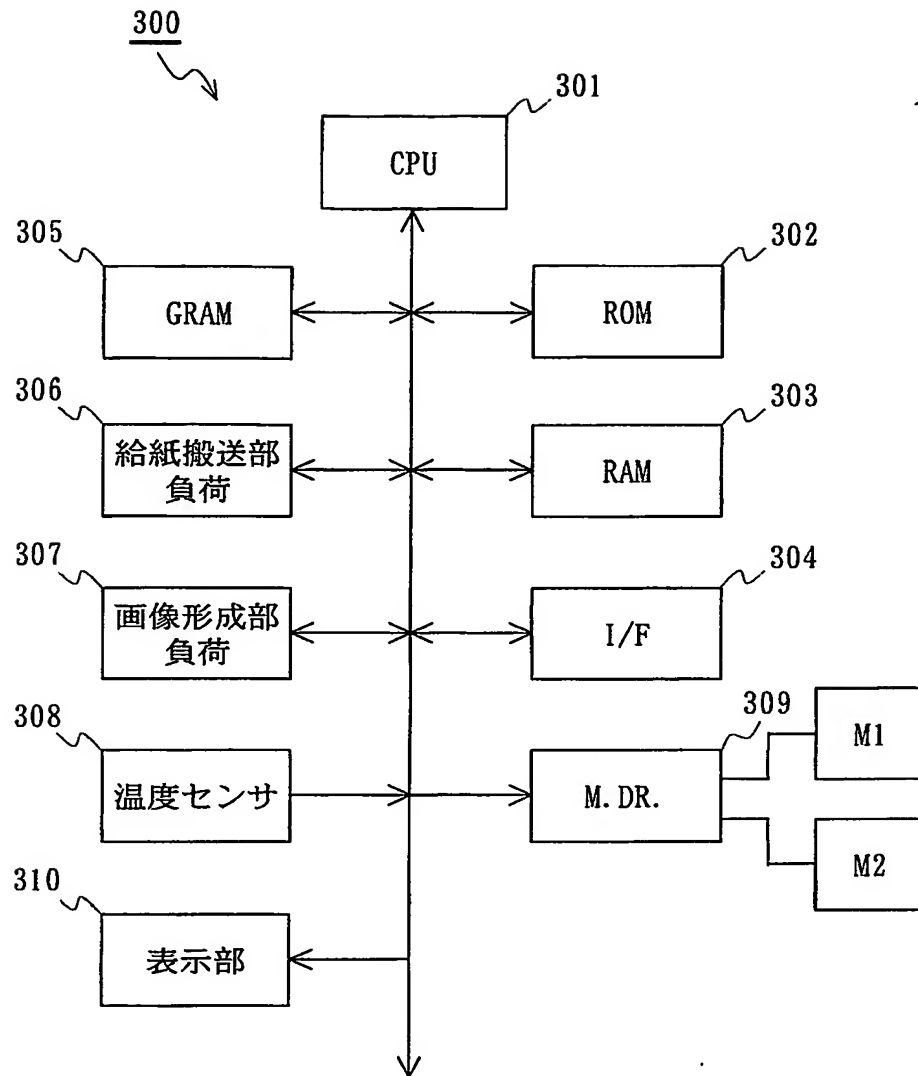 300
301
CPU
305
GRAM
302
ROM
306
給紙搬送部
負荷
303
RAM
307
画像形成部
負荷
304
I/F
308
温度センサ
309
M.DR.
M1
M2
310
表示部